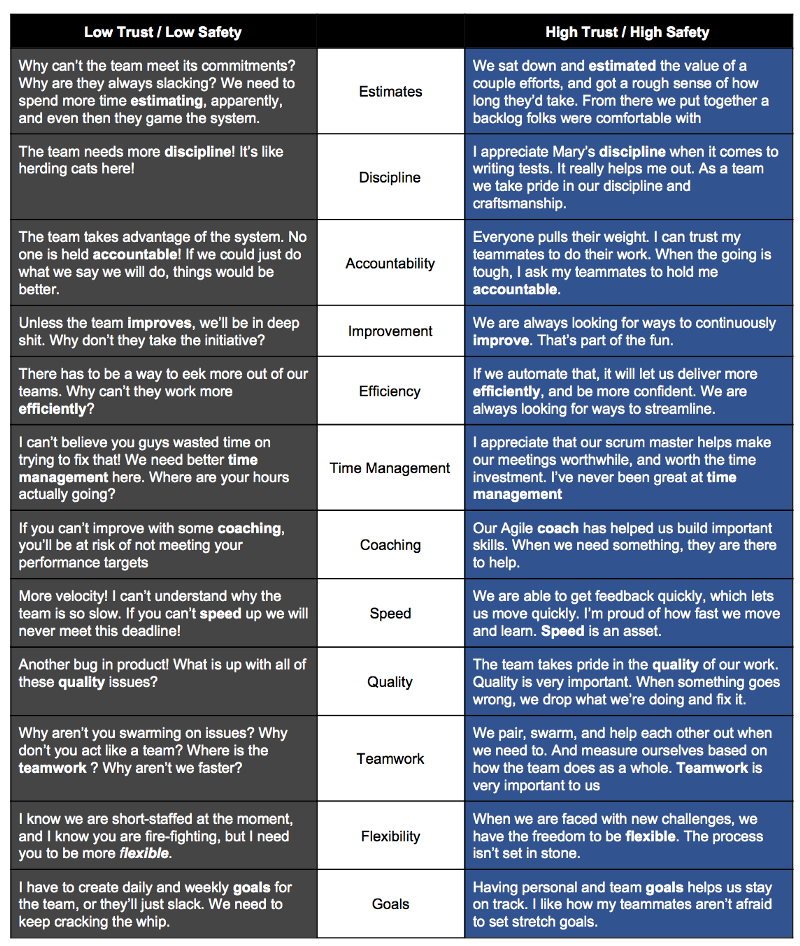 Low Trust / Low Safety
High Trust / High Safety
Why can't the team meet its commitments?
Why are they always slacking? We need to
spend more time estimating, apparently,
and even then they game the system.
Estimates
We sat down and estimated the value of a
couple efforts, and got a rough sense of how
long they'd take. From there we put together a
backlog folks were comfortable with
The team needs more discipline! It's like
herding cats here!
Discipline
I appreciate Mary's discipline when it comes to
writing tests. It really helps me out. As a team
we take pride in our discipline and
craftsmanship.
The team takes advantage of the system. No
one is held accountable! If we could just do
what we say we will do, things would be
better.
Accountability
Everyone pulls their weight. I can trust my
teammates to do their work. When the going is
tough, I ask my teammates to hold me
accountable.
Unless the team improves, we'll be in deep
shit. Why don't they take the initiative?
Improvement
We are always looking for ways to continuously
improve. That's part of the fun.
There has to be a way to eek more out of our
teams. Why can't they work more
efficiently?
Efficiency
If we automate that, it will let us deliver more
efficiently, and be more confident. We are
always looking for ways to streamline.
I can't believe you guys wasted time on
trying to fix that! We need better time
management here. Where are your hours
actually going?
Time Management
I appreciate that our scrum master helps make
our meetings worthwhile, and worth the time
investment. I've never been great at time
management
If you can't improve with some coaching,
you'll be at risk of not meeting your
performance targets
Coaching
Our Agile coach has helped us build important
skills. When we need something, they are there
to help.
More velocity! I can't understand why the
team is so slow. If you can't speed up we will
never meet this deadline!
Speed
We are able to get feedback quickly, which lets
us move quickly. I'm proud of how fast we move
and learn. Speed is an asset.
Another bug in product! What is up with all of
these quality issues?
Quality
The team takes pride in the quality of our work.
Quality is very important. When something goes
wrong, we drop what we're doing and fix it.
Why aren't you swarming on issues? Why
don't you act like a team? Where is the
teamwork ? Why aren't we faster?
Teamwork
We pair, swarm, and help each other out when
we need to. And measure ourselves based on
how the team does as a whole. Teamwork is
very important to us
I know we are short-staffed at the moment,
and I know you are fire-fighting, but I need
you to be more flexible.
Flexibility
When we are faced with new challenges, we
have the freedom to be flexible. The process
isn't set in stone.
I have to create daily and weekly goals for
the team, or they'll just slack. We need to
keep cracking the whip.
Goals
Having personal and team goals helps us stay
on track. I like how my teammates aren't afraid
to set stretch goals.